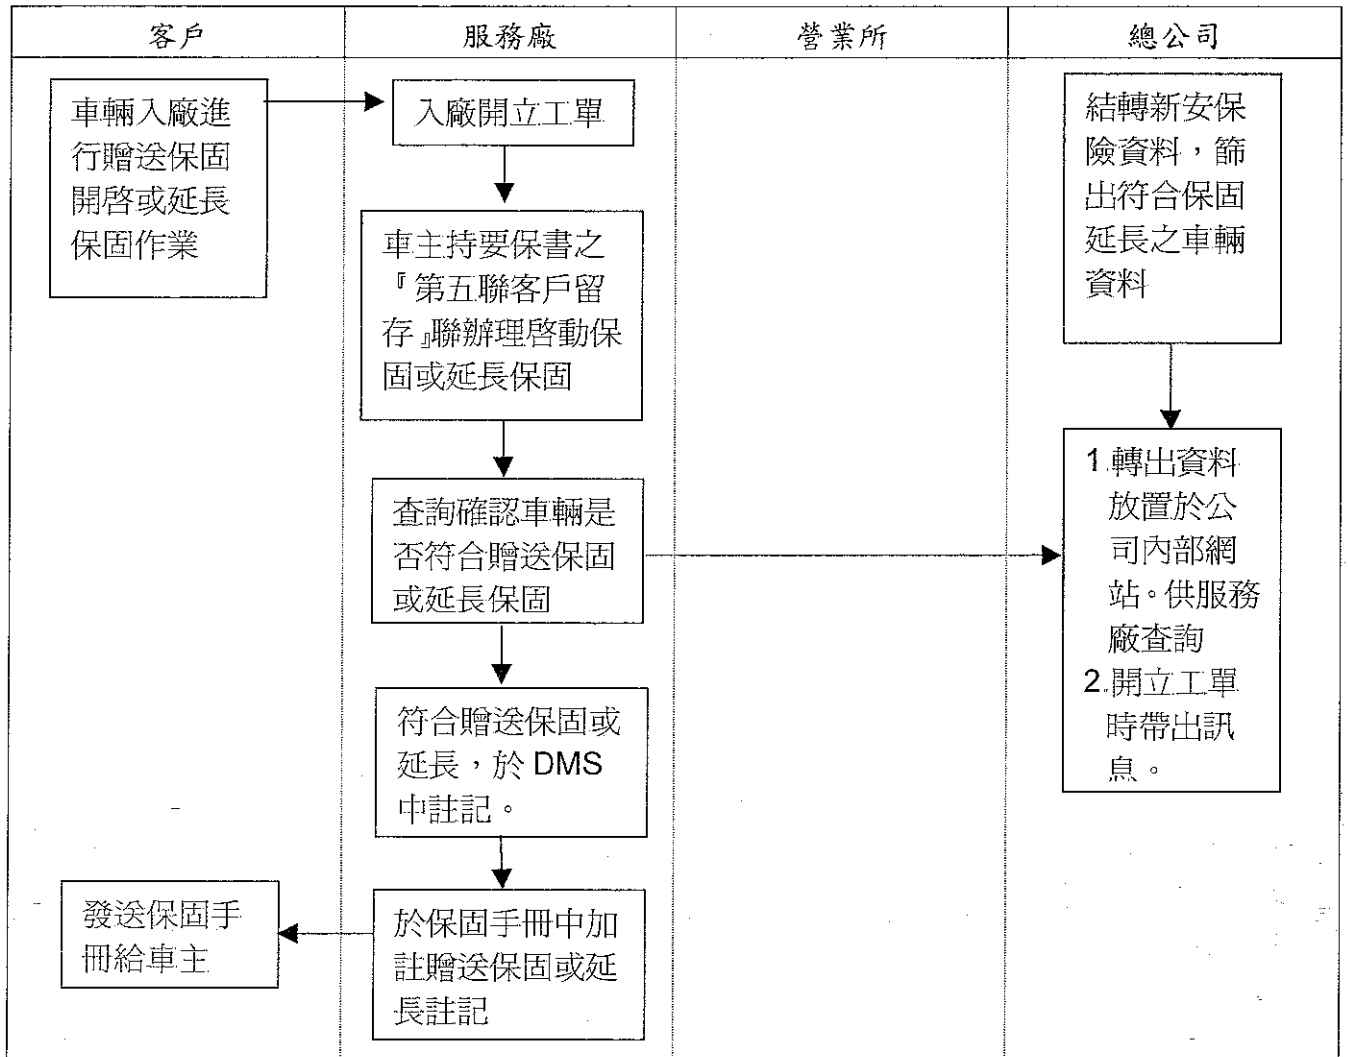 客戶
服務廠
營業所
總公司
車輛入廠進
行贈送保固
開啓或延長
保固作業
入廠開立工單
車主持要保書之
『第五聯客戶留
存』聯辦理啓動保
固或延長保固
查詢確認車輛是
否符合贈送保固
或延長保固
符合贈送保固或
延長，於 DMS
中註記。
於保固手冊中加
註贈送保固或延
長註記
發送保固手
冊給車主
結轉新安保
險資料，篩
出符合保固
延長之車輛
資料
1.轉出資料
放置於公
司內部網
站。供服務
廠查詢
2.開立工單
時帶出訊
息。